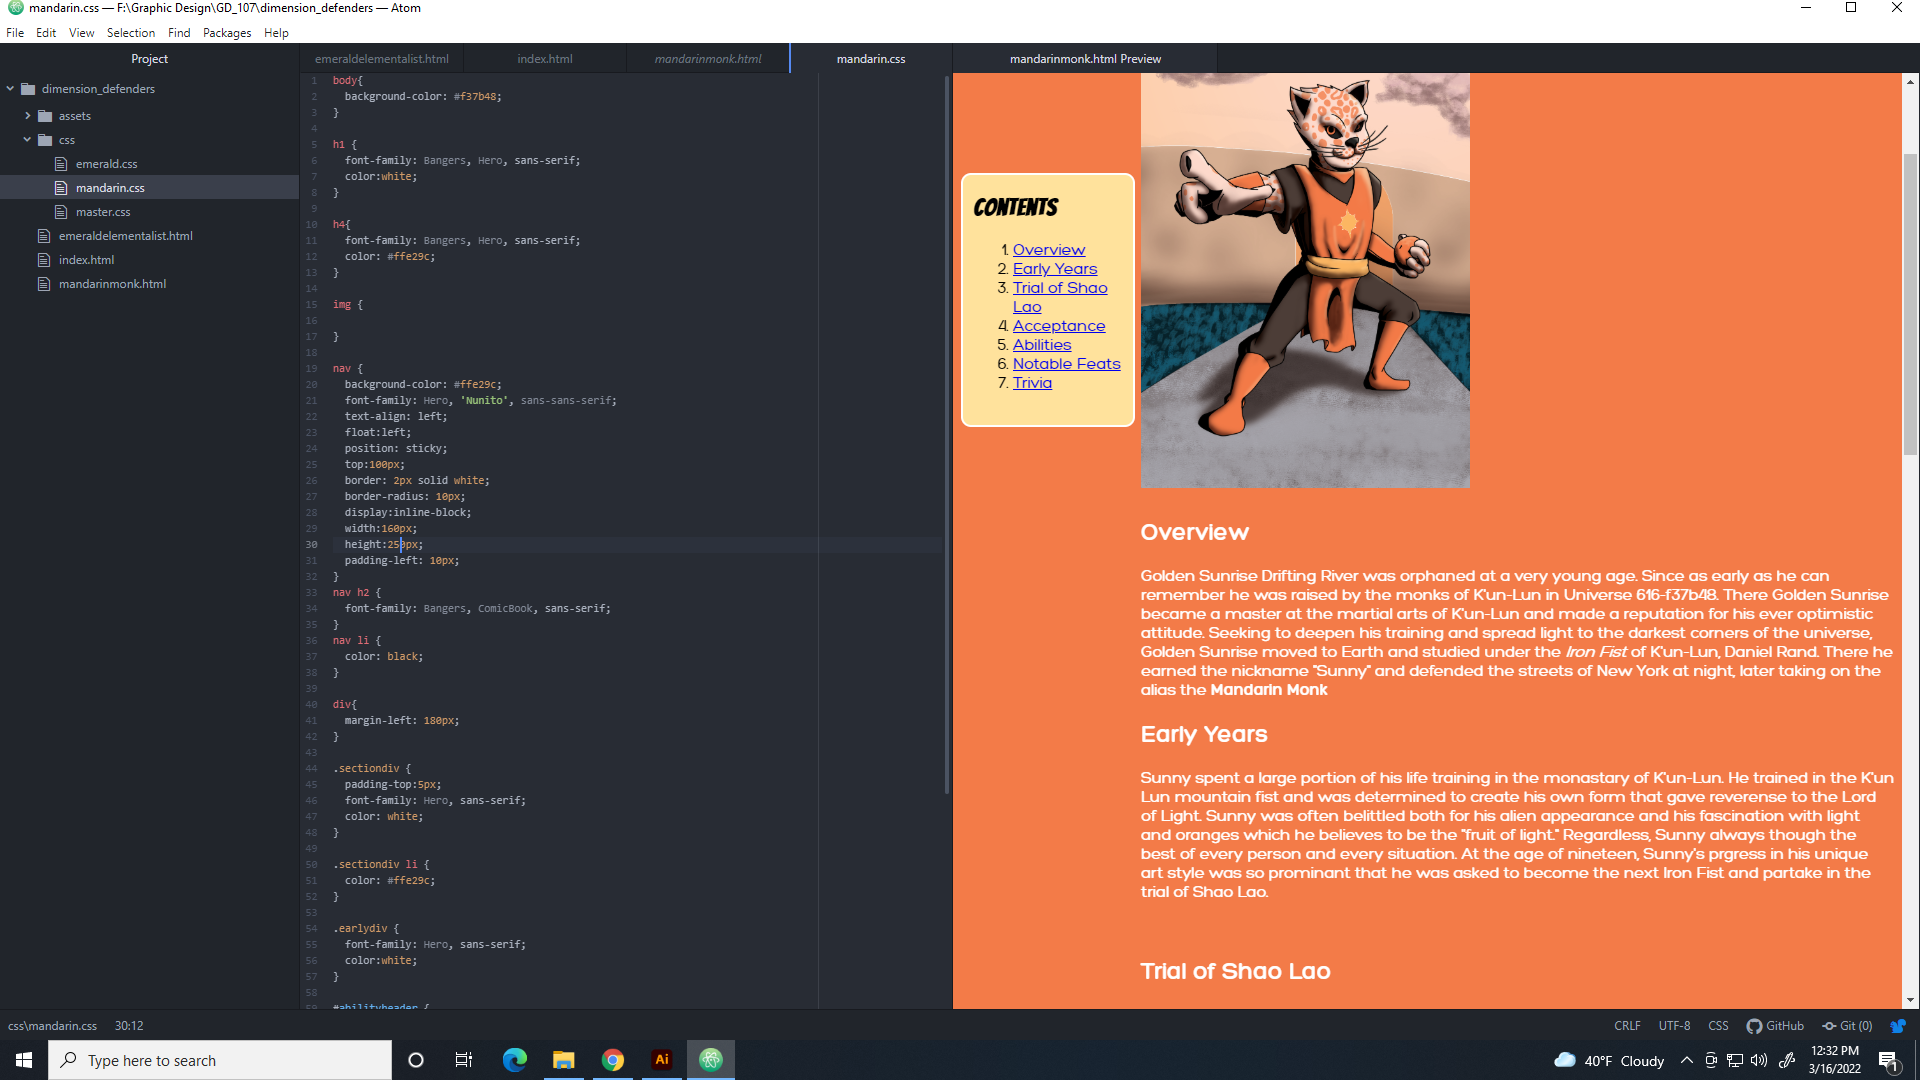 mandarin.css — F:\Graphic Design\GD_107\dimension_defenders — Atom
File Edit View Selection Find Packages Help
Project
emeraldelementalist.html index.html mandarinmonk.html mandarin.css mandarinmonk.html Preview
dimension_defenders
assets
css
emerald.css
mandarin.css
master.css
emeraldelementalist.html
index.html
mandarinmonk.html
1 body{
2 background-color: #f37b48;
3 }
4
5 h1 {
6 font-family: Bangers, Hero, sans-serif;
7 color:white;
8 }
9
10 h4{
11 font-family: Bangers, Hero, sans-serif;
12 color: #ffe29c;
13 }
14
15 img {
16
17 }
18
19 nav {
20 background-color: #ffe29c;
21 font-family: Hero, 'Nunito', sans-sans-serif;
22 text-align: left;
23 float:left;
24 position: sticky;
25 top:100px;
26 border: 2px solid white;
27 border-radius: 10px;
28 display:inline-block;
29 width:160px;
30 height:250px;
31 padding-left: 10px;
32 }
33 nav h2 {
34 font-family: Bangers, ComicBook, sans-serif;
35 }
36 nav li {
37 color: black;
38 }
39
40 div{
41 margin-left: 180px;
42 }
43
44 .sectiondiv {
45 padding-top:5px;
46 font-family: Hero, sans-serif;
47 color: white;
48 }
49
50 .sectiondiv li {
51 color: #ffe29c;
52 }
53
54 .earlydiv {
55 font-family: Hero, sans-serif;
56 color:white;
57 }
58
59 #abilityheader {
CONTENTS
1. Overview
2. Early Years
3. Trial of Shao
Lao
4. Acceptance
5. Abilities
6. Notable Feats
7. Trivia
Overview
Golden Sunrise Drifting River was orphaned at a very young age. Since as early as he can
remember he was raised by the monks of K'un-Lun in Universe 616-f37b48. There Golden Sunrise
became a master at the martial arts of K'un-Lun and made a reputation for his ever optimistic
attitude. Seeking to deepen his training and spread light to the darkest corners of the universe,
Golden Sunrise moved to Earth and studied under the Iron Fist of K'un-Lun, Daniel Rand. There he
earned the nickname "Sunny" and defended the streets of New York at night, later taking on the
alias the Mandarin Monk
Early Years
Sunny spent a large portion of his life training in the monastary of K'un-Lun. He trained in the K'un
Lun mountain fist and was determined to create his own form that gave reverense to the Lord
of Light. Sunny was often belittled both for his alien appearance and his fascination with light
and oranges which he believes to be the "fruit of light." Regardless, Sunny always though the
best of every person and every situation. At the age of nineteen, Sunny's prgress in his unique
art style was so prominant that he was asked to become the next Iron Fist and partake in the
trial of Shao Lao.
Trial of Shao Lao
css\mandarin.css 30:12 CRLF UTF-8 CSS GitHub Git (0)
Type here to search Ai 40°F Cloudy 12:32 PM
3/16/2022 1